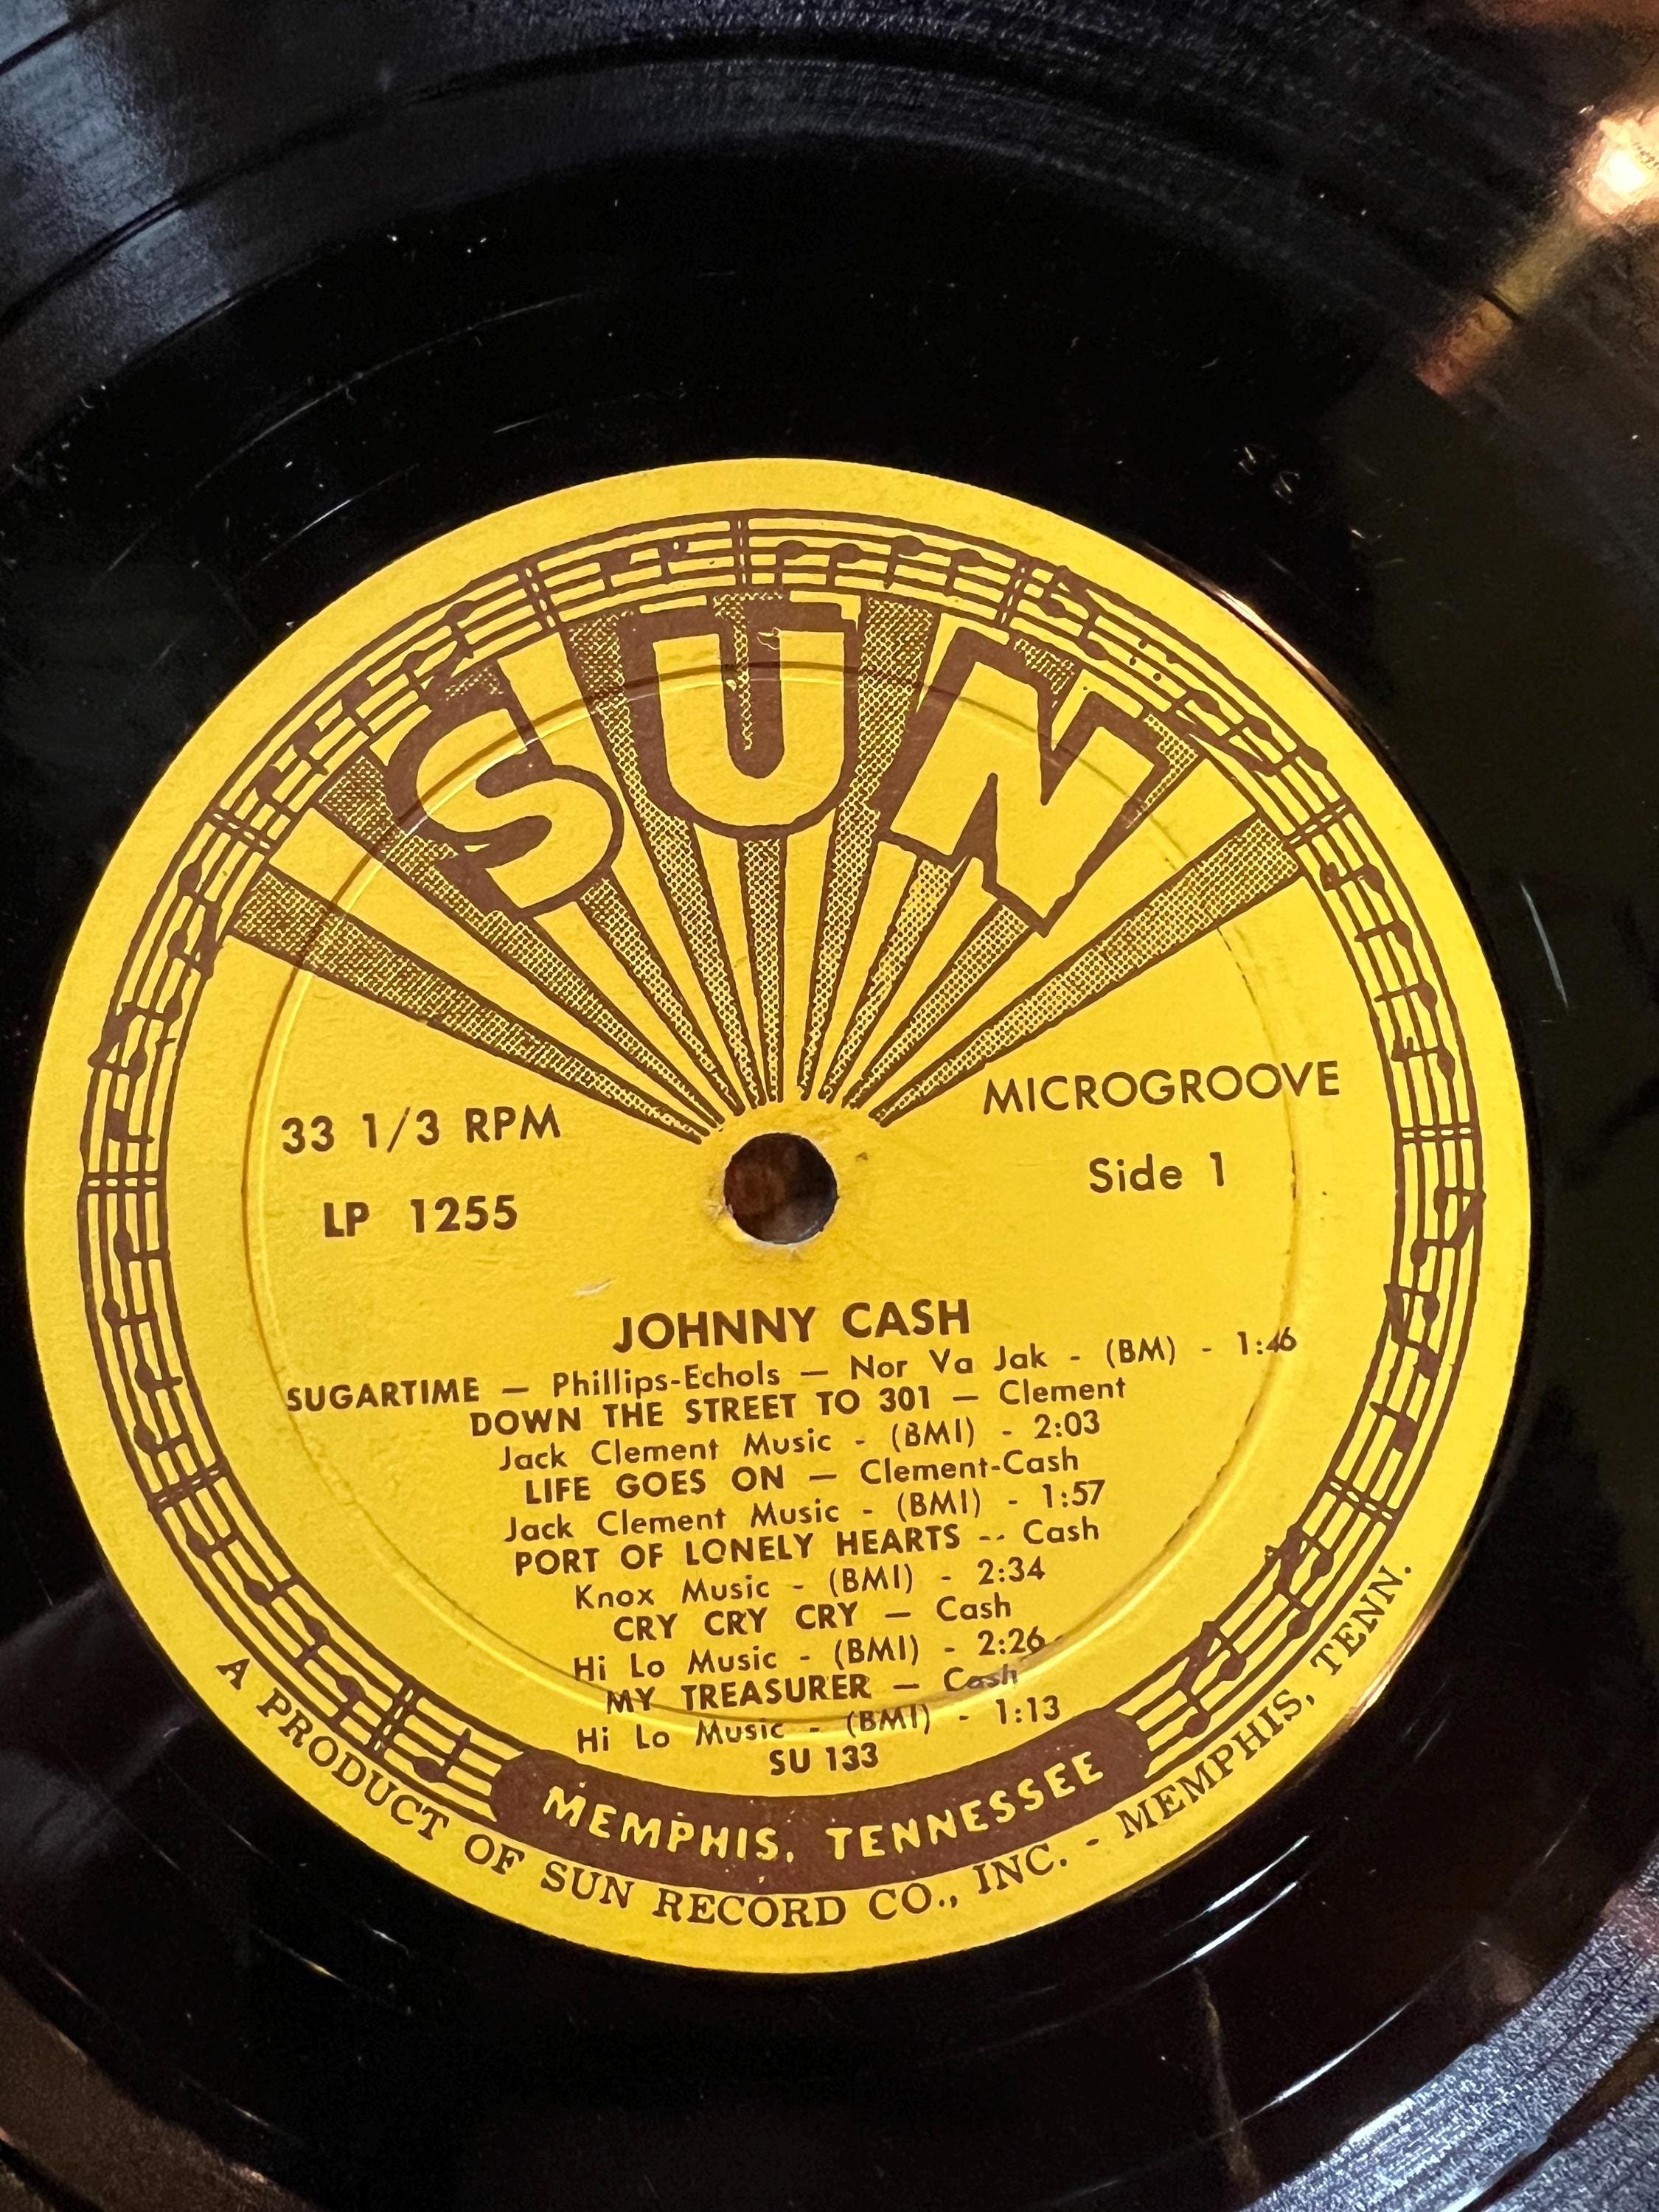 SUN
33 1/3 RPM
MICROGROOVE
LP 1255
Side 1
JOHNNY CASH
SUGARTIME — Phillips-Echols — Nor Va Jak - (BM) - 1:46
DOWN THE STREET TO 301 — Clement
Jack Clement Music - (BMI) - 2:03
LIFE GOES ON — Clement-Cash
Jack Clement Music - (BMI) - 1:57
PORT OF LONELY HEARTS -- Cash
Knox Music - (BMI) - 2:34
CRY CRY CRY — Cash
Hi Lo Music - (BMI) - 2:26
MY TREASURER — Cash
Hi Lo Music - (BMI) - 1:13
SU 133
MEMPHIS, TENNESSEE
A PRODUCT OF SUN RECORD CO., INC. - MEMPHIS, TENN.